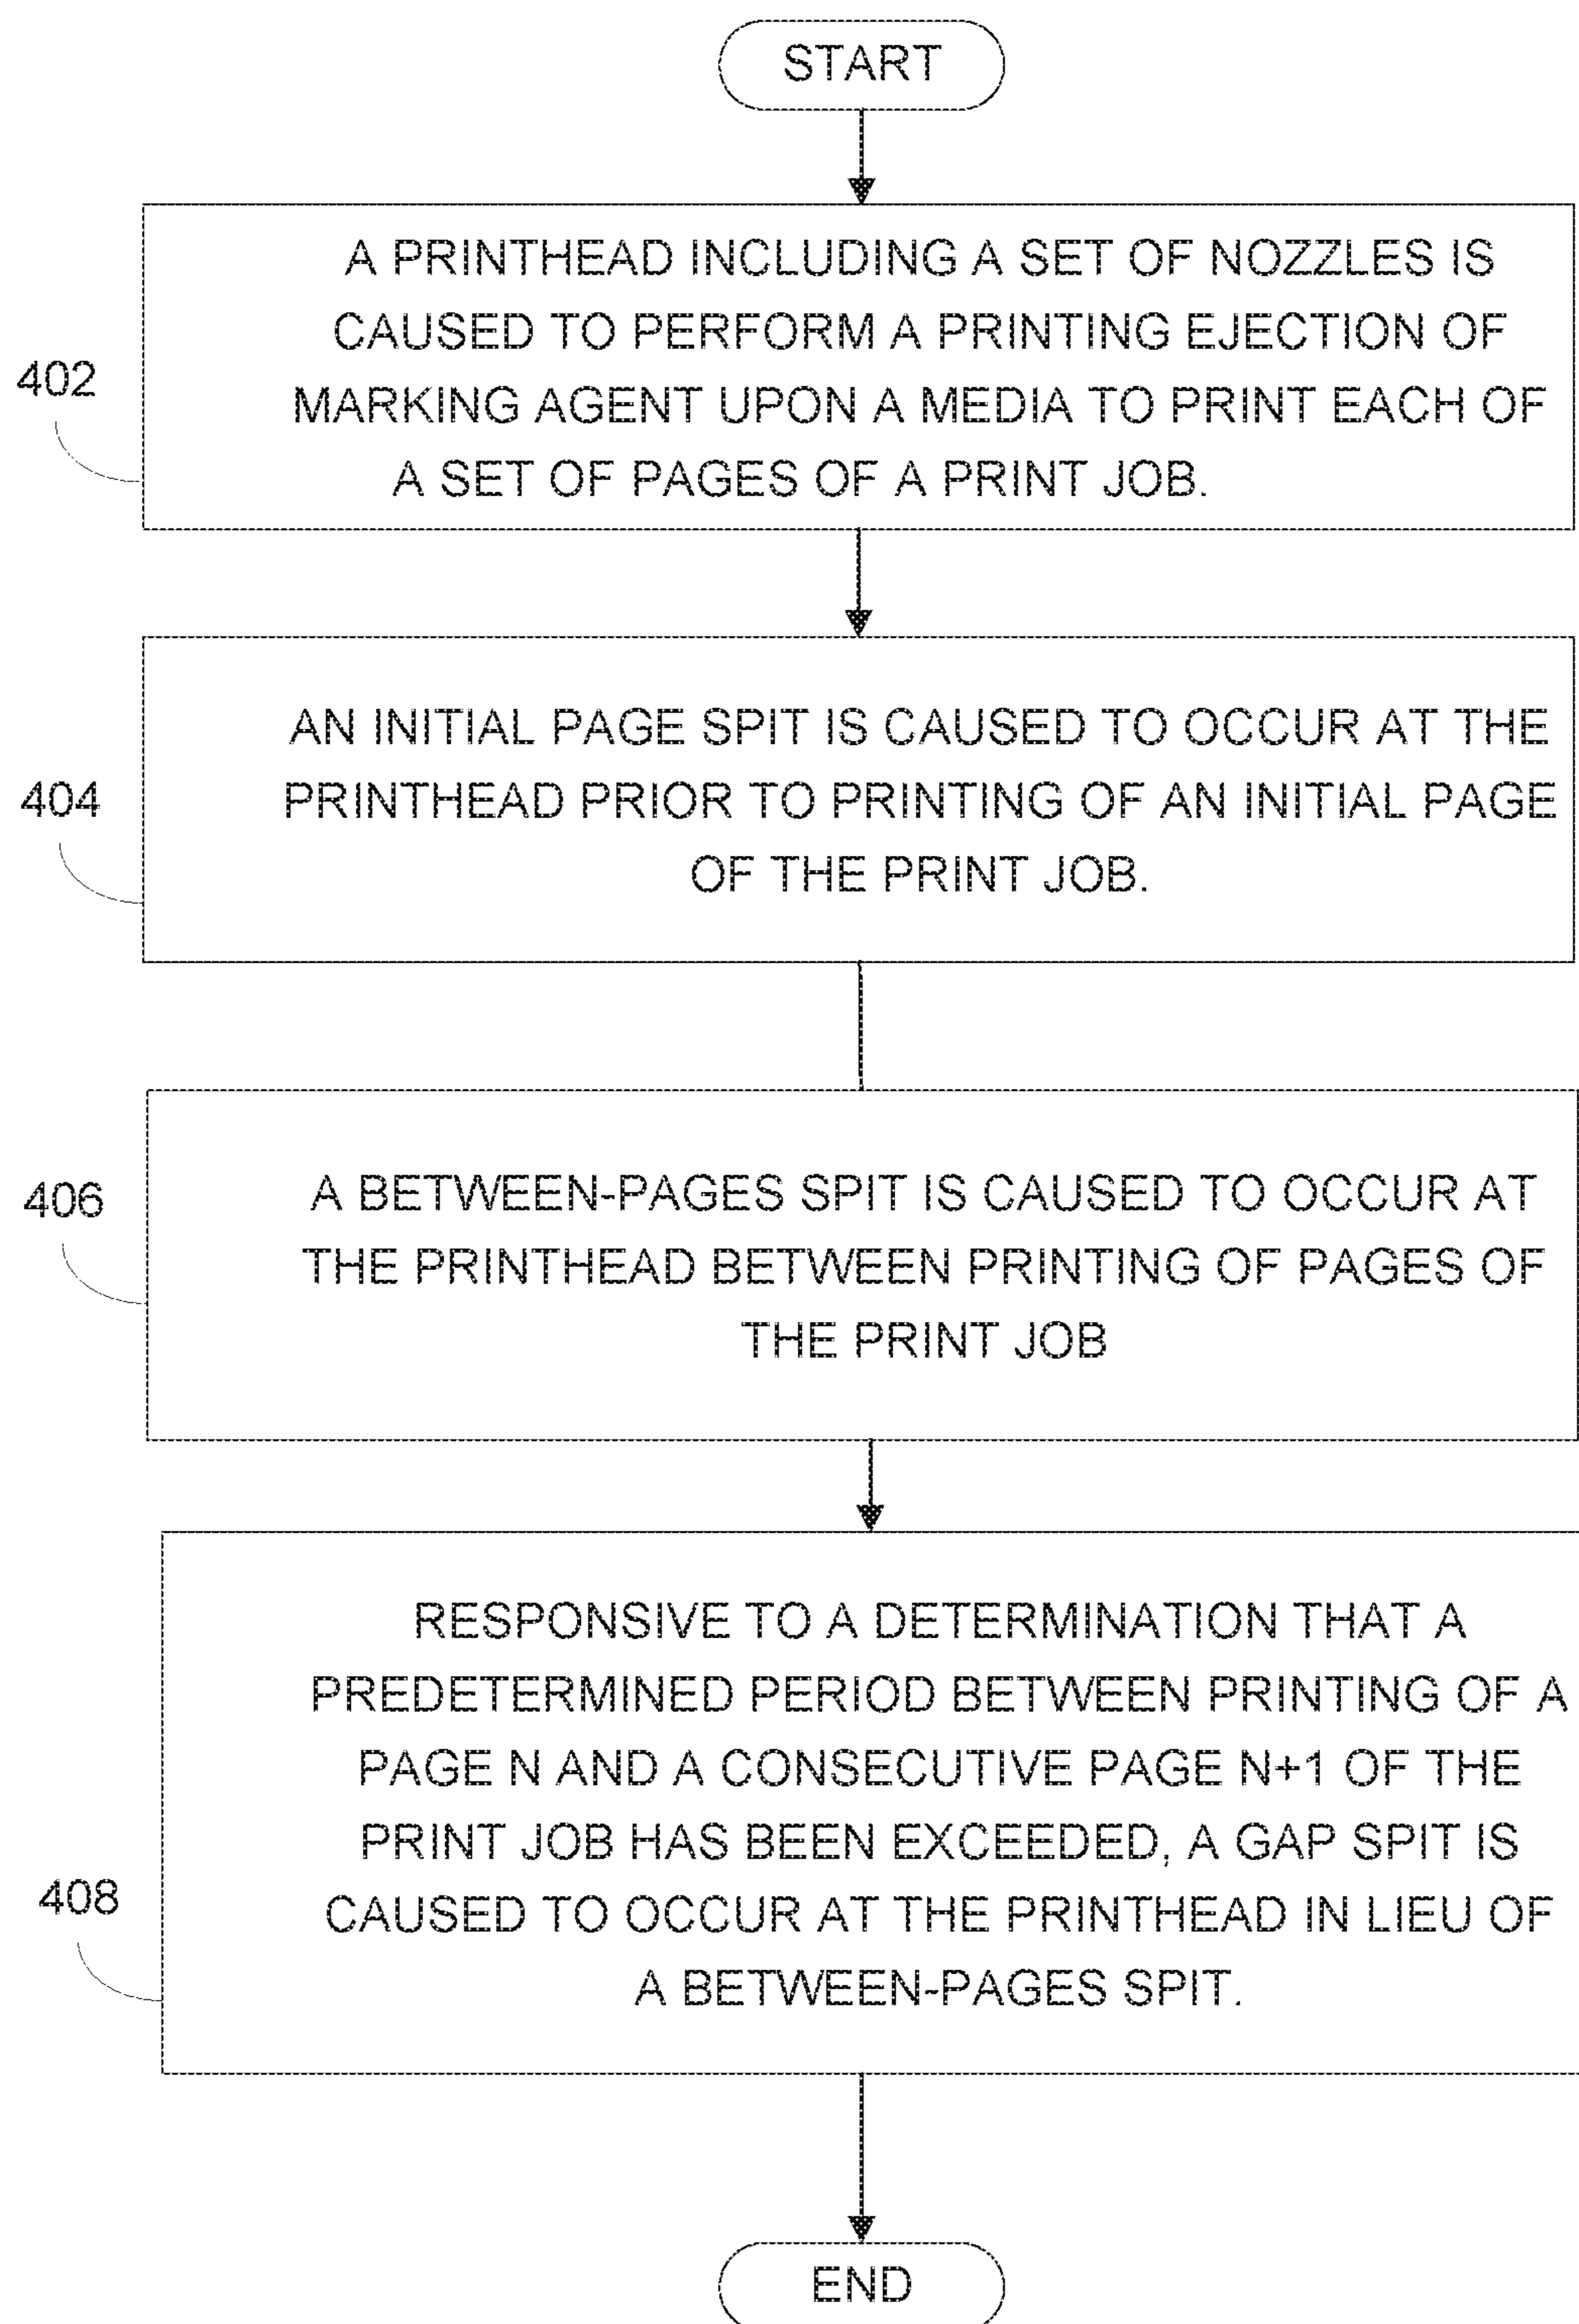 START
A PRINTHEAD INCLUDING A SET OF NOZZLES IS
CAUSED TO PERFORM A PRINTING EJECTION OF
MARKING AGENT UPON A MEDIA TO PRINT EACH OF
A SET OF PAGES OF A PRINT JOB.
402
AN INITIAL PAGE SPIT IS CAUSED TO OCCUR AT THE
PRINTHEAD PRIOR TO PRINTING OF AN INITIAL PAGE
OF THE PRINT JOB.
404
A BETWEEN-PAGES SPIT IS CAUSED TO OCCUR AT
THE PRINTHEAD BETWEEN PRINTING OF PAGES OF
THE PRINT JOB
406
RESPONSIVE TO A DETERMINATION THAT A
PREDETERMINED PERIOD BETWEEN PRINTING OF A
PAGE N AND A CONSECUTIVE PAGE N+1 OF THE
PRINT JOB HAS BEEN EXCEEDED, A GAP SPIT IS
CAUSED TO OCCUR AT THE PRINTHEAD IN LIEU OF
A BETWEEN-PAGES SPIT.
408
END